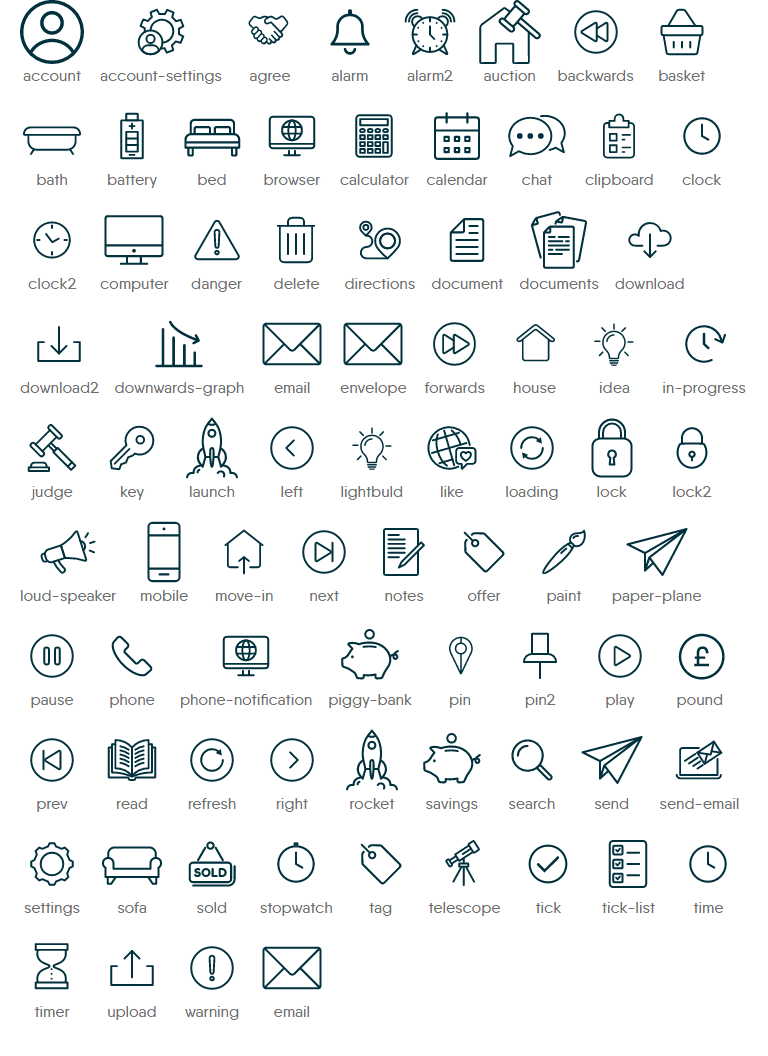 account account-settings agree alarm alarm2 auction backwards basket
bath battery bed browser calculator calendar chat clipboard clock
clock2 computer danger delete directions document documents download
download2 downwards-graph email envelope forwards house idea in-progress
judge key launch left lightbuld like loading lock lock2
loud-speaker mobile move-in next notes offer paint paper-plane
£
pause phone phone-notification piggy-bank pin pin2 play pound
prev read refresh right rocket savings search send send-email
SOLD
settings sofa sold stopwatch tag telescope tick tick-list time
timer upload warning email